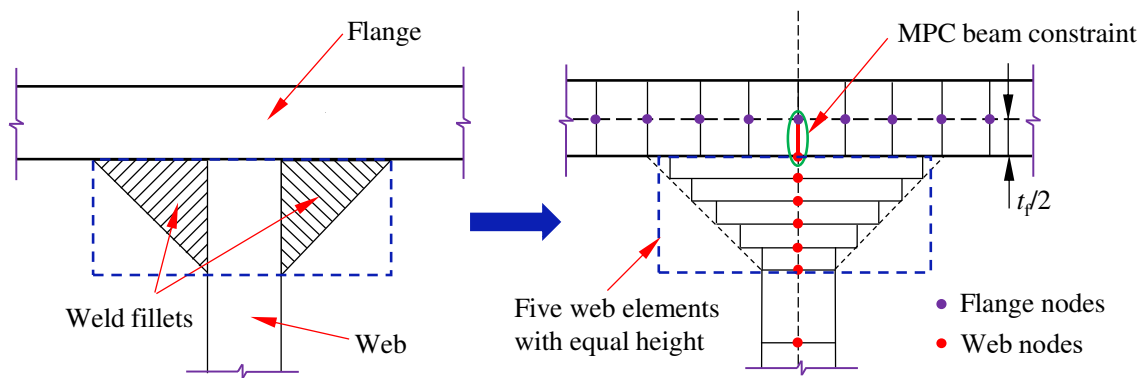 Flange
Weld fillets
Web
MPC beam constraint
t_f/2
Five web elements
with equal height
Flange nodes
Web nodes